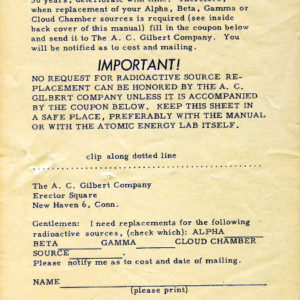 50 years, deteriorate with time. Therefore,
when replacement of your Alpha, Beta, Gamma or
Cloud Chamber sources is required (see inside
back cover of this manual) fill in the coupon
below and send it to The A. C. Gilbert Company. You
will be notified as to cost and mailing.
IMPORTANT!
NO REQUEST FOR RADIOACTIVE SOURCE RE-
PLACEMENT CAN BE HONORED BY THE A. C.
GILBERT COMPANY UNLESS IT IS ACCOMPANIED
BY THE COUPON BELOW. KEEP THIS SHEET IN
A SAFE PLACE, PREFERABLY WITH THE MANUAL
OR WITH THE ATOMIC ENERGY LAB ITSELF.
clip along dotted line
The A. C. Gilbert Company
Erector Square
New Haven 6, Conn.
Gentlemen: I need replacements for the following
radioactive sources, (check which): ALPHA
BETA GAMMA CLOUD CHAMBER
SOURCE .
Please notify me as to cost and date of mailing.
NAME
(please print)